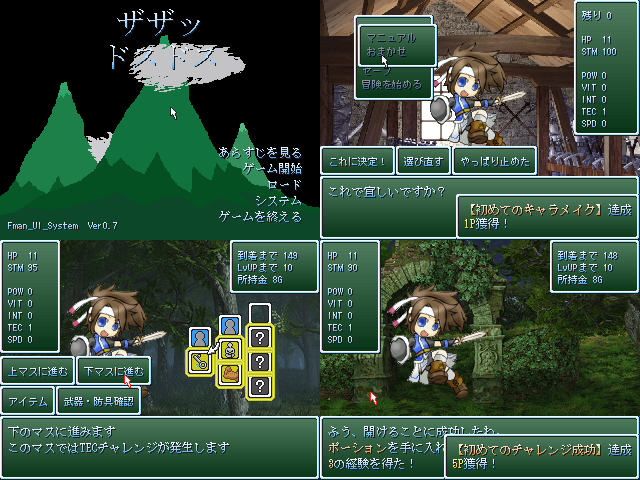 ザザッ
ドスドス
あらすじを見る
ゲーム開始
ロード
システム
ゲームを終える
Fman_UI_System Ver0.7
マニュアル
おまかせ
セーブ
冒険を始める
残り 0
HP 11
STM 100
POW 0
VIT 0
INT 0
TEC 1
SPD 0
これに決定！
選び直す
やっぱり止めた
これで宜しいですか？
【初めてのキャラメイク】達成
1P獲得！
HP 11
STM 95
POW 0
VIT 0
INT 0
TEC 1
SPD 0
到着まで 149
LvUPまで 10
所持金 8G
?
?
?
上マスに進む
下マスに進む
アイテム
武器・防具確認
下のマスに進みます
このマスではTECチャレンジが発生します
HP 11
STM 90
POW 0
VIT 0
INT 0
TEC 1
SPD 0
到着まで 148
LvUPまで 10
所持金 8G
ふう、開けることに成功したわ。
ポーションを手に入れ
3の経験を得た！
【初めてのチャレンジ成功】達成
5P獲得！